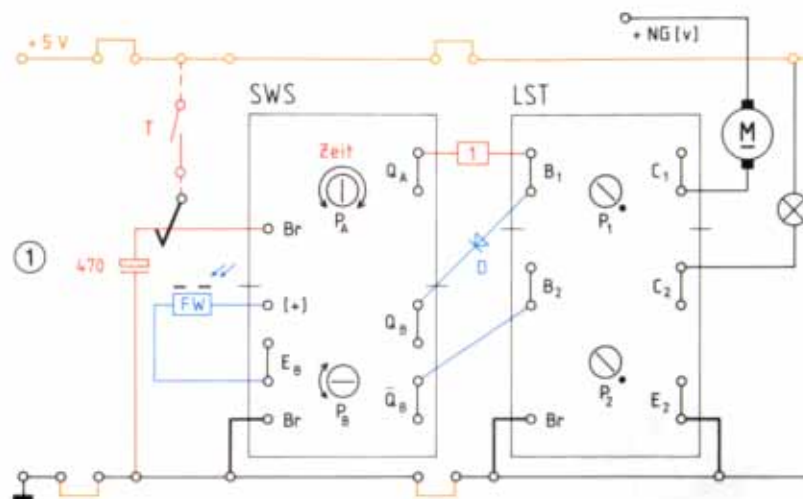 + NG [v]
+ 5 V
SWS
LST
T
Zeit
Q_A
1
B_1
C_1
M
P_A
P_1
Br
1
470
D
FW
[+]
B_2
C_2
Q_B
E_B
P_B
Q̄_B
P_2
E_2
Br
Br